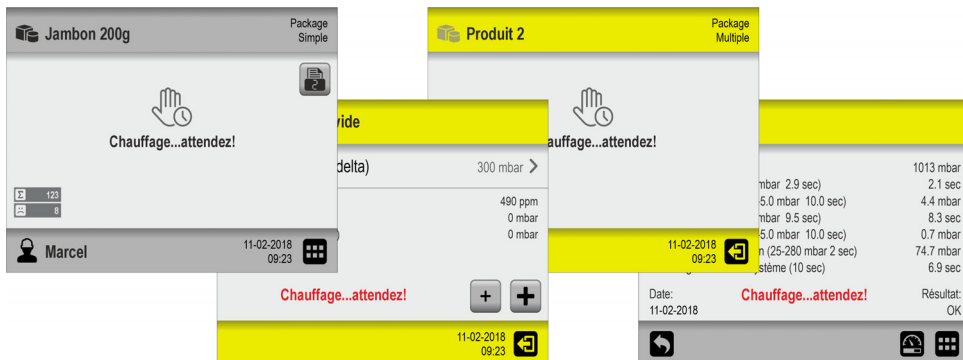 Jambon 200g
Package
Simple
2
Chauffage...attendez!
Σ 123
8
Marcel
11-02-2018
09:23
vide
delta)
300 mbar
490 ppm
0 mbar
0 mbar
Chauffage...attendez!
11-02-2018
09:23
Produit 2
Package
Multiple
auffage...attendez!
11-02-2018
09:23
1013 mbar
mbar 2.9 sec) 2.1 sec
5.0 mbar 10.0 sec) 4.4 mbar
mbar 9.5 sec) 8.3 sec
5.0 mbar 10.0 sec) 0.7 mbar
(25-280 mbar 2 sec) 74.7 mbar
stème (10 sec) 6.9 sec
Date:
11-02-2018
Chauffage...attendez!
Résultat:
OK